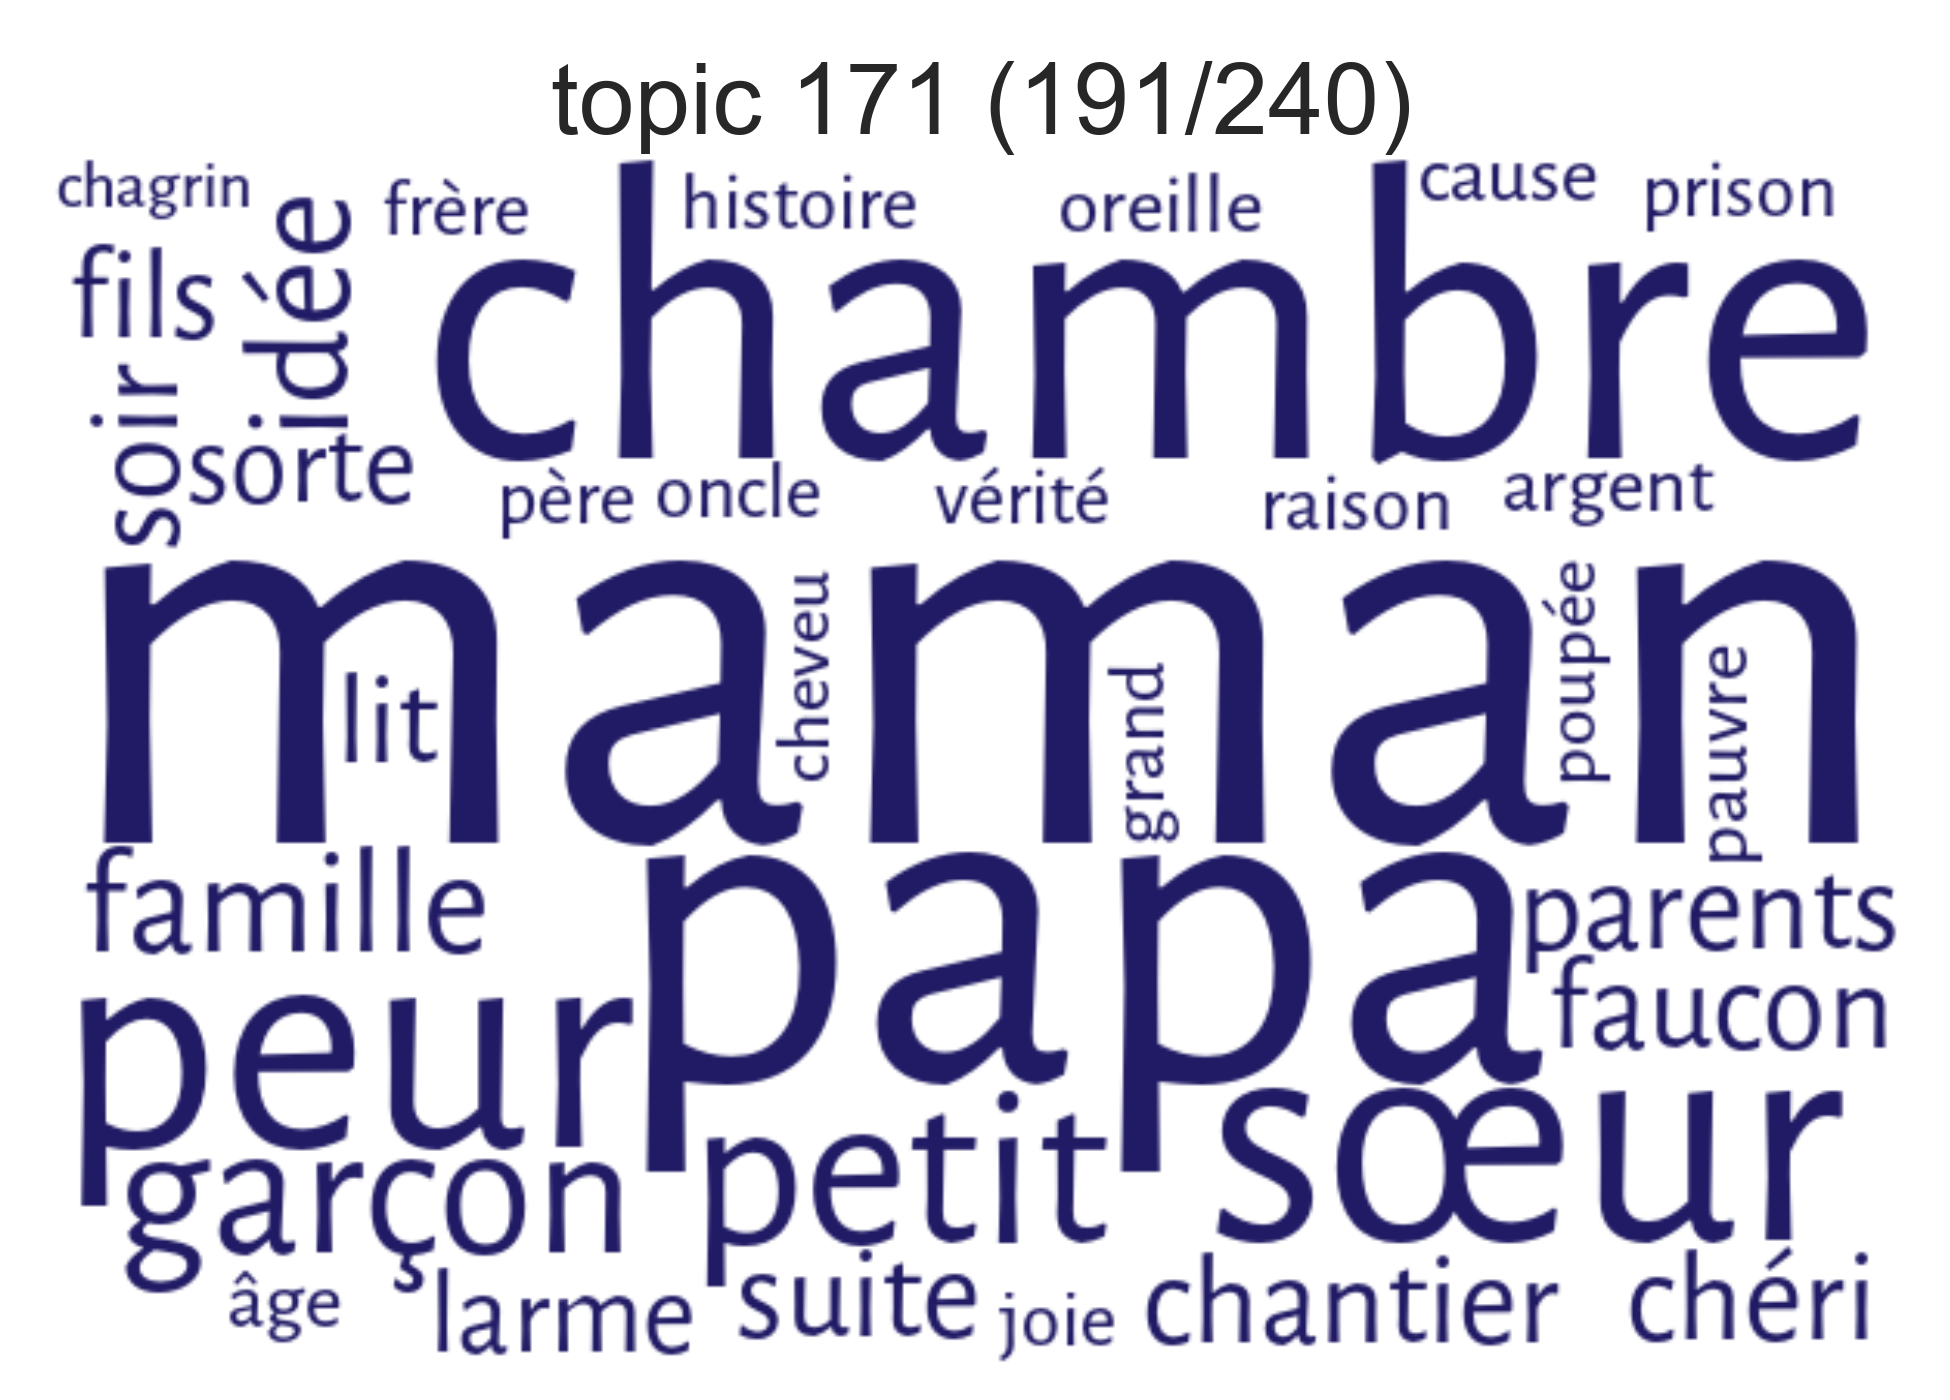 topic 171 (191/240)
chagrin
frère
histoire
oreille
cause
prison
fils
idée
chambre
soir
sorte
père
oncle
vérité
raison
argent
maman
lit
cheveu
grand
poupée
pauvre
famille
papa
parents
peur
faucon
garçon
petit
sœur
âge
larme
suite
joie
chantier
chéri